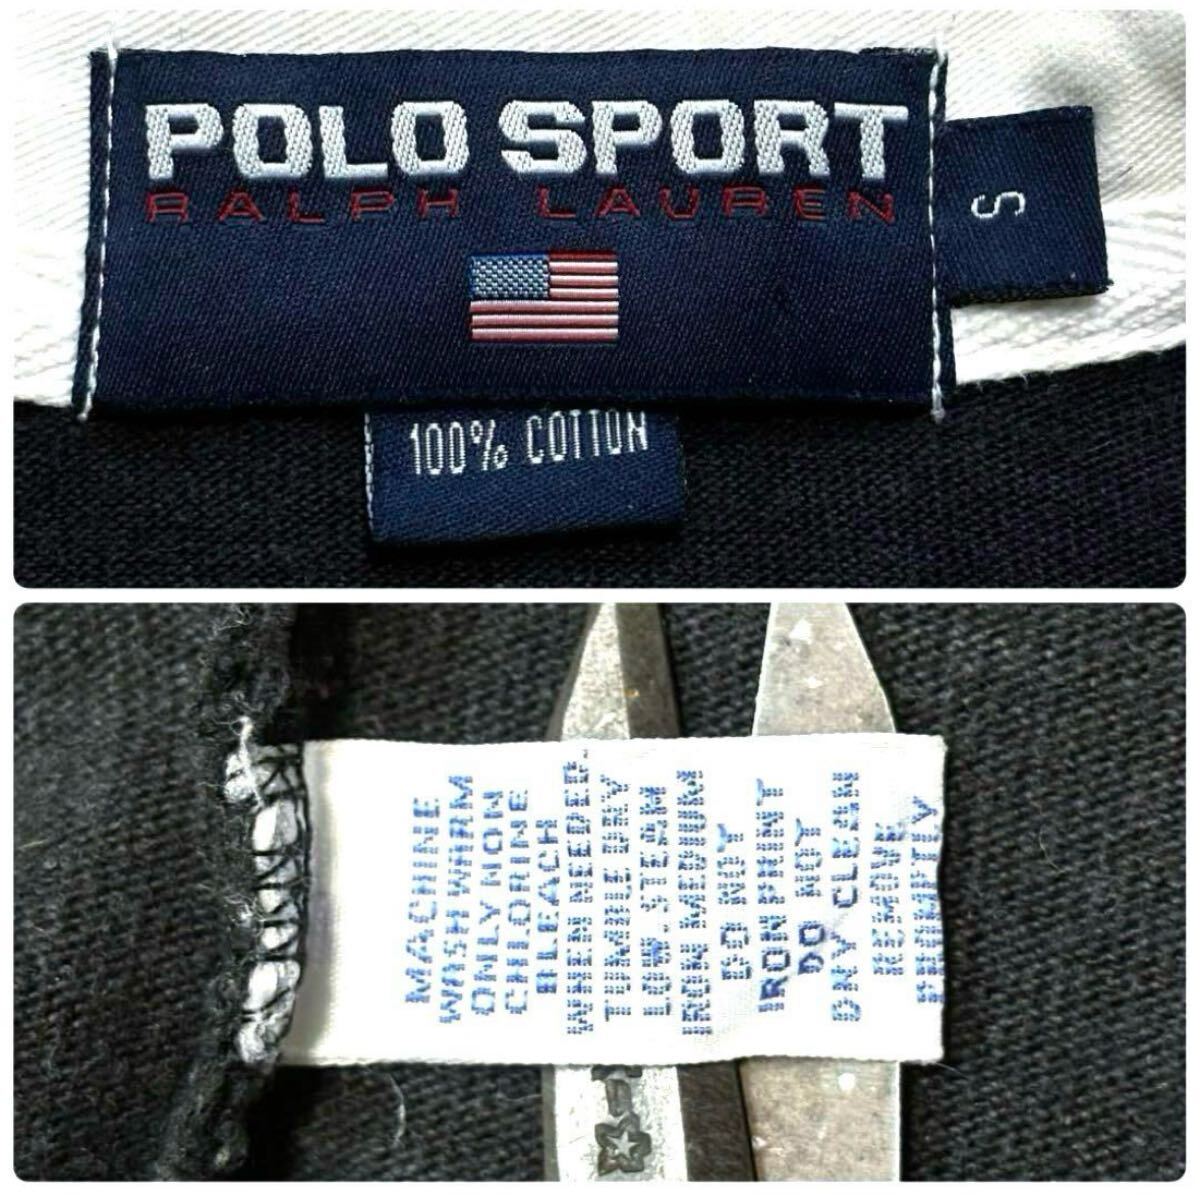 POLO SPORT
RALPH LAUREN
S
100% COTTON
MACHINE
WASH WARM
ONLY NON
CHLORINE
BLEACH
WHEN NEEDED.
TUMBLE DRY
LOW. STEAM
IRON MEDIUM
DO NOT
IRON PRINT
DO NOT
DRY CLEAN
REMOVE
PROMPTLY